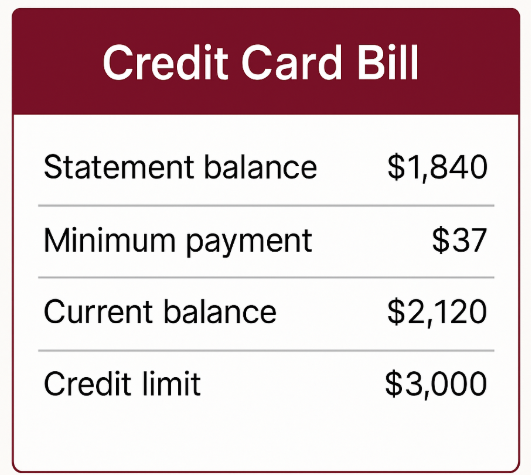 Credit Card Bill
Statement balance $1,840
Minimum payment $37
Current balance $2,120
Credit limit $3,000